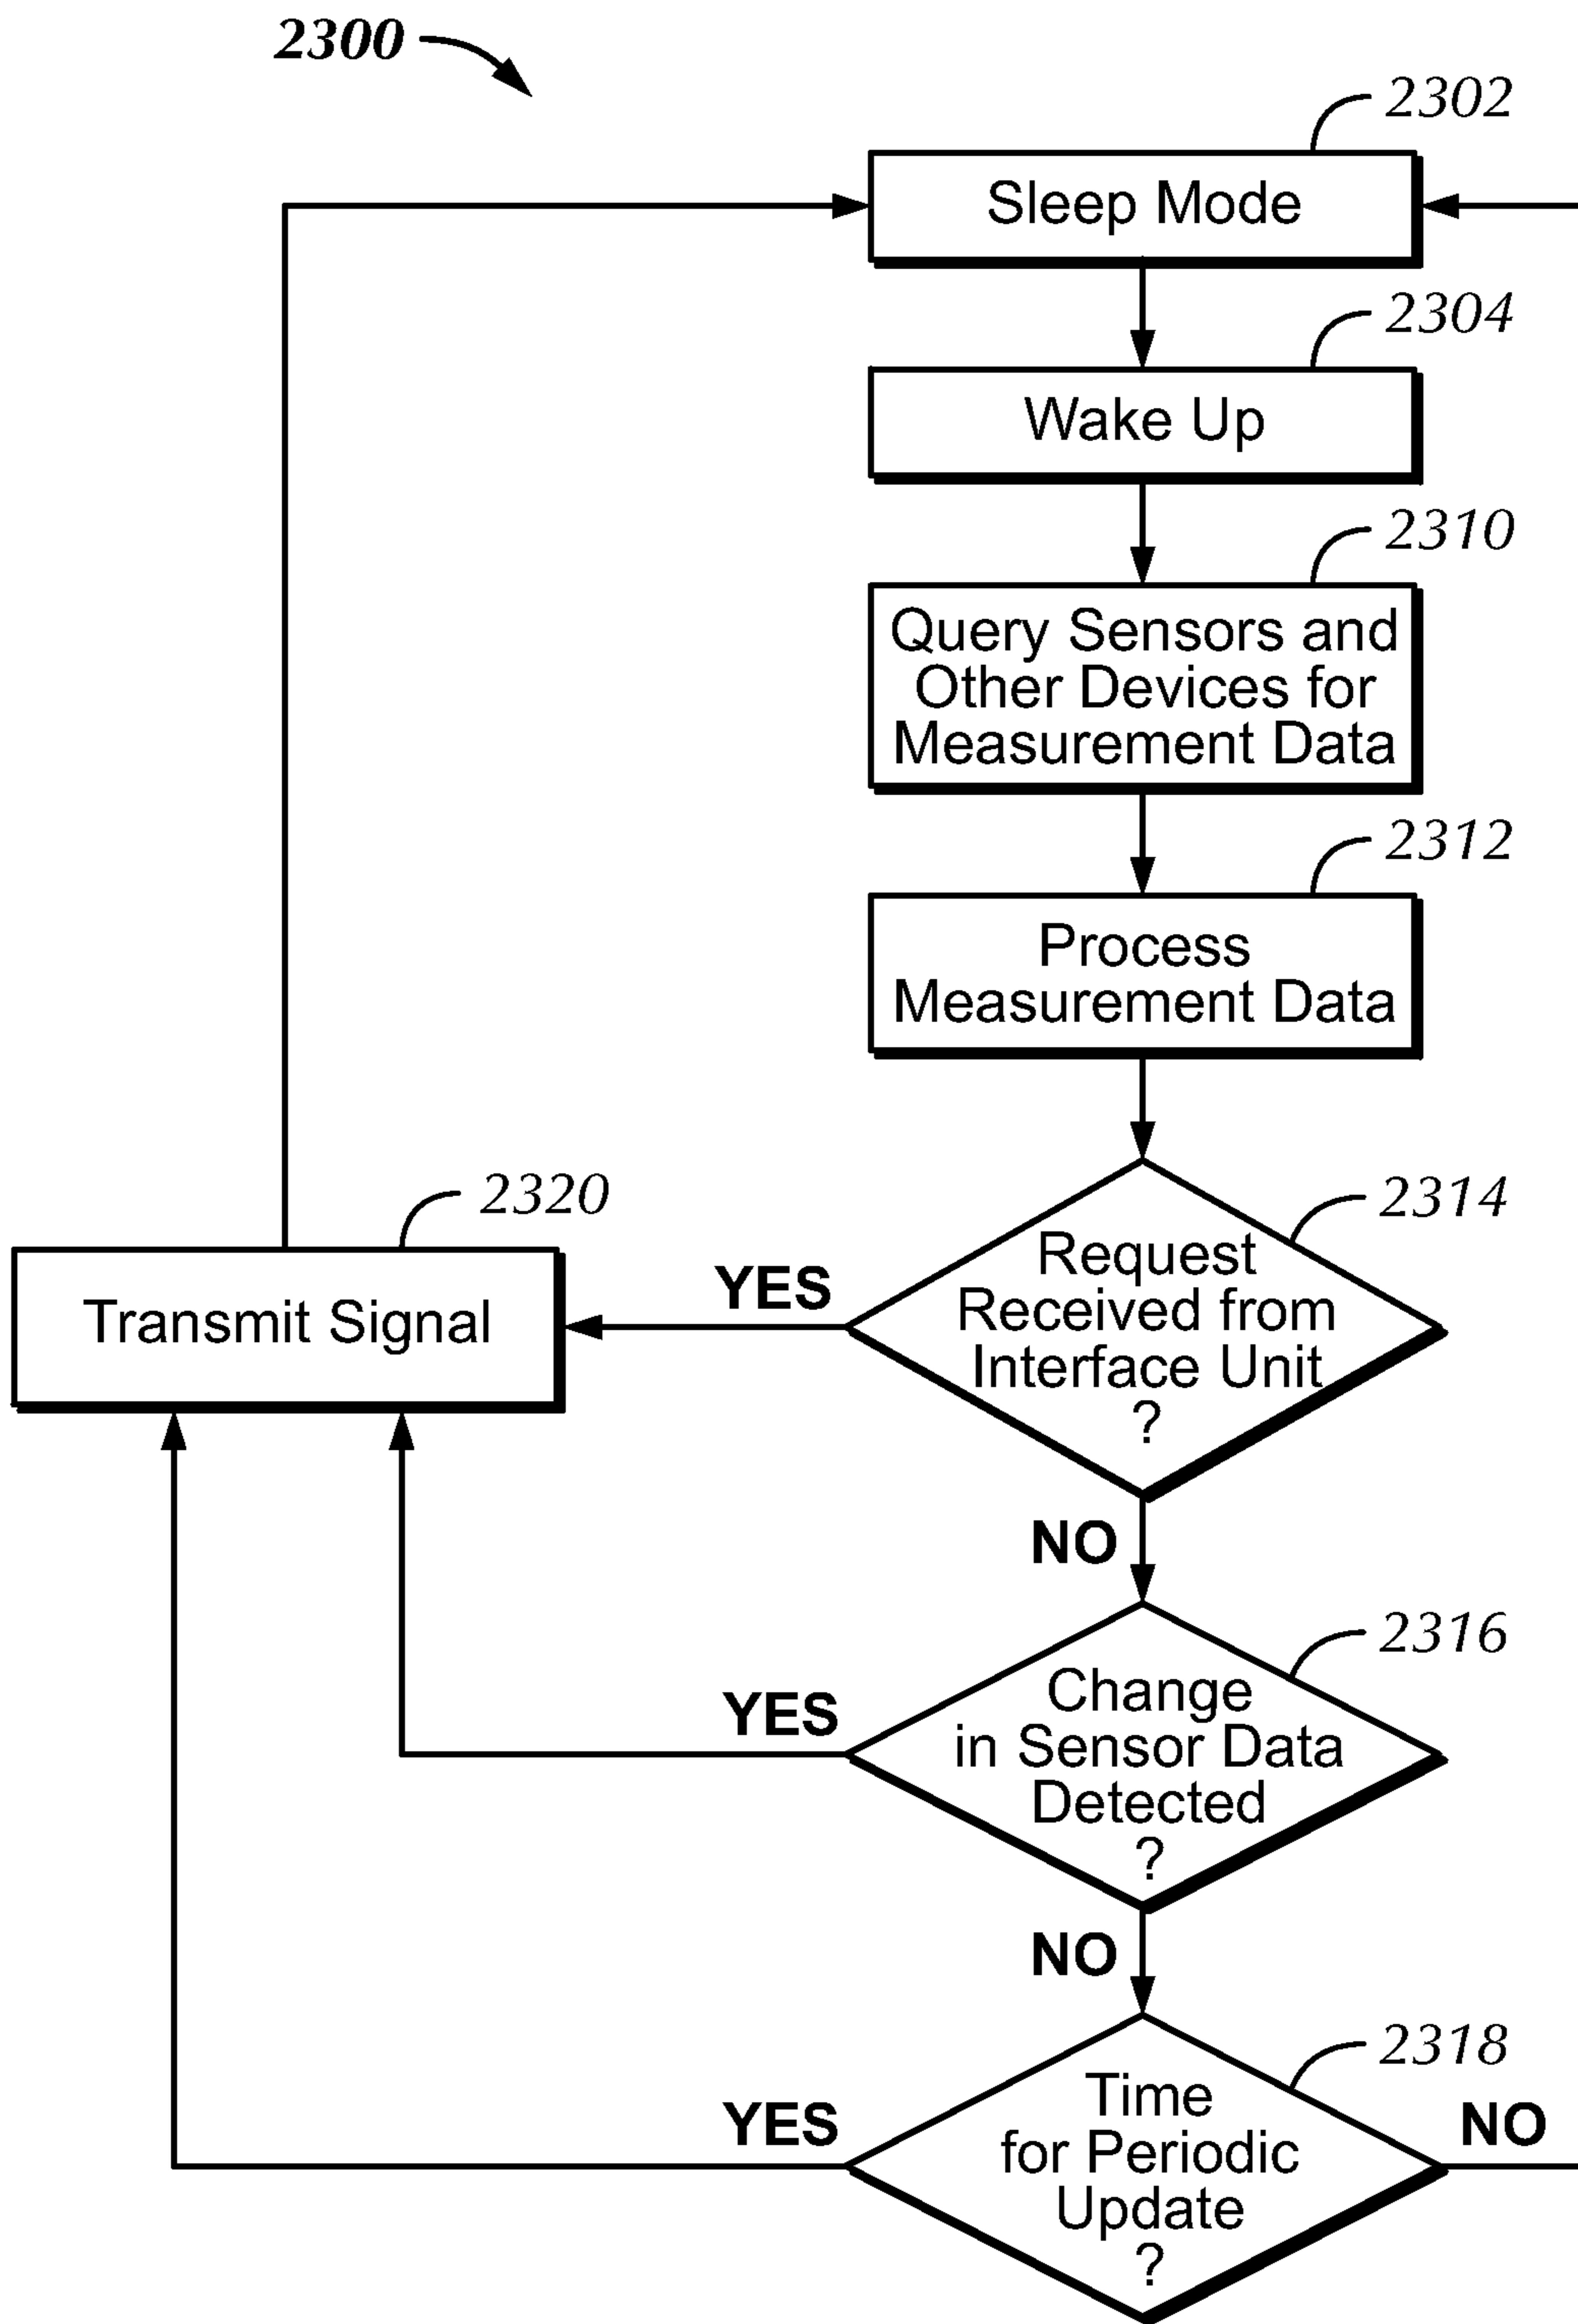 2300
2302
Sleep Mode
2304
Wake Up
2310
Query Sensors and
Other Devices for
Measurement Data
2312
Process
Measurement Data
2314
Request
Received from
Interface Unit
?
YES
2320
Transmit Signal
NO
2316
Change
in Sensor Data
Detected
?
YES
NO
2318
Time
for Periodic
Update
?
YES
NO